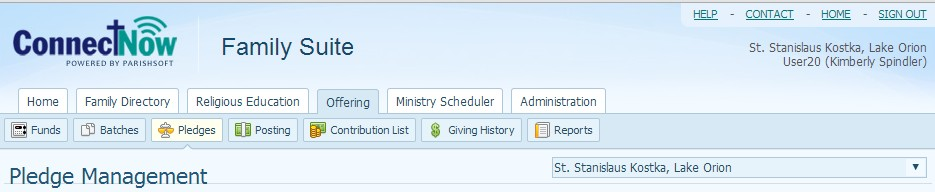 HELP - CONTACT - HOME - SIGN OUT
ConnectNow
POWERED BY PARISHSOFT
Family Suite
St. Stanislaus Kostka, Lake Orion
User20 (Kimberly Spindler)
Home Family Directory Religious Education Offering Ministry Scheduler Administration
Funds Batches Pledges Posting Contribution List Giving History Reports
Pledge Management
St. Stanislaus Kostka, Lake Orion